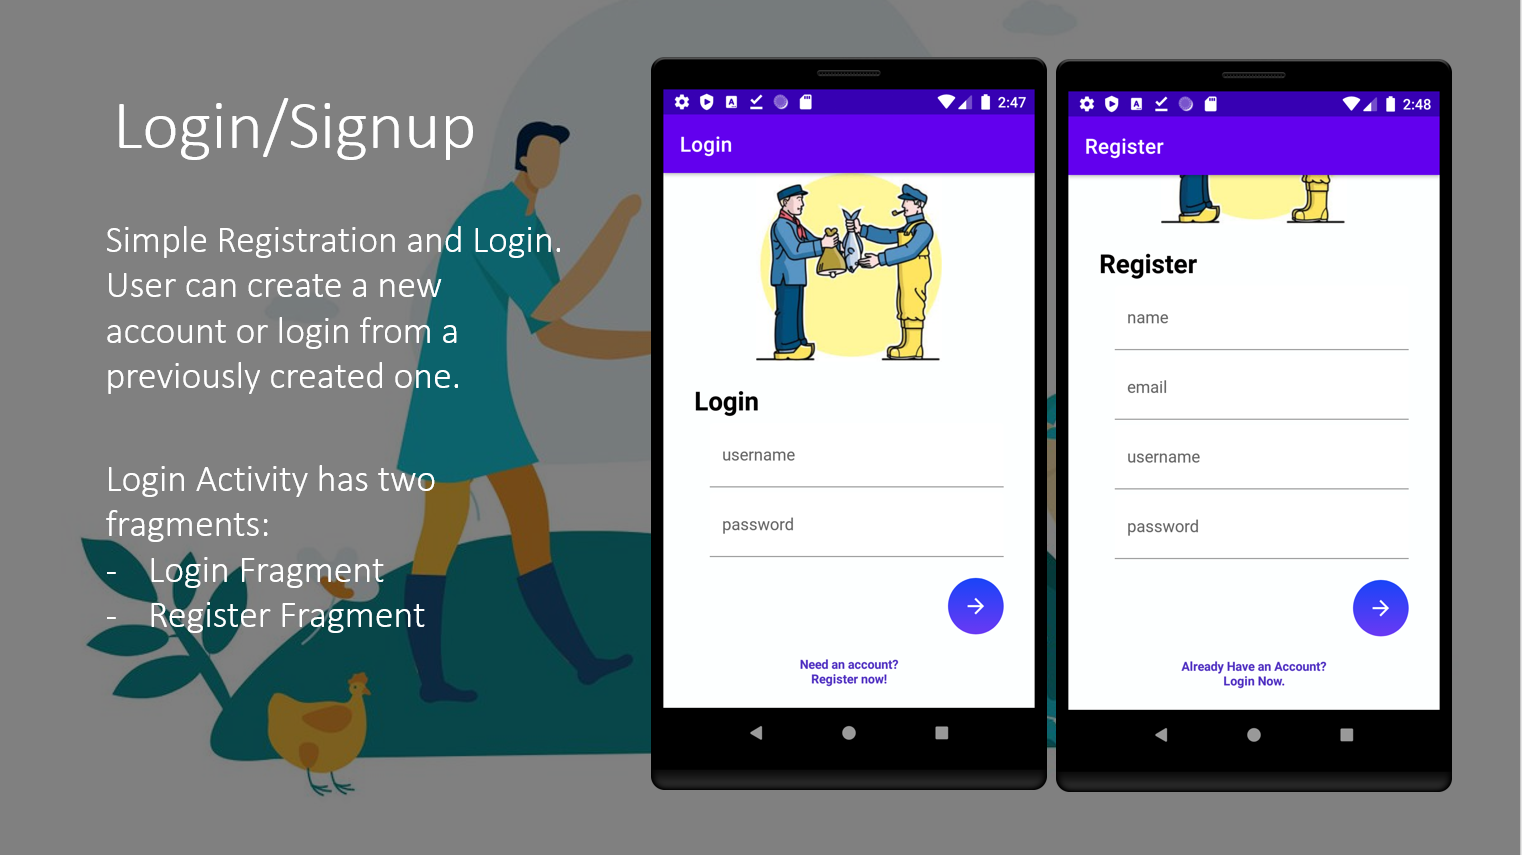 Login/Signup
Simple Registration and Login.
User can create a new
account or login from a
previously created one.
Login Activity has two
fragments:
- Login Fragment
- Register Fragment
2:47
Login
Login
username
password
Need an account?
Register now!
2:48
Register
Register
name
email
username
password
Already Have an Account?
Login Now.